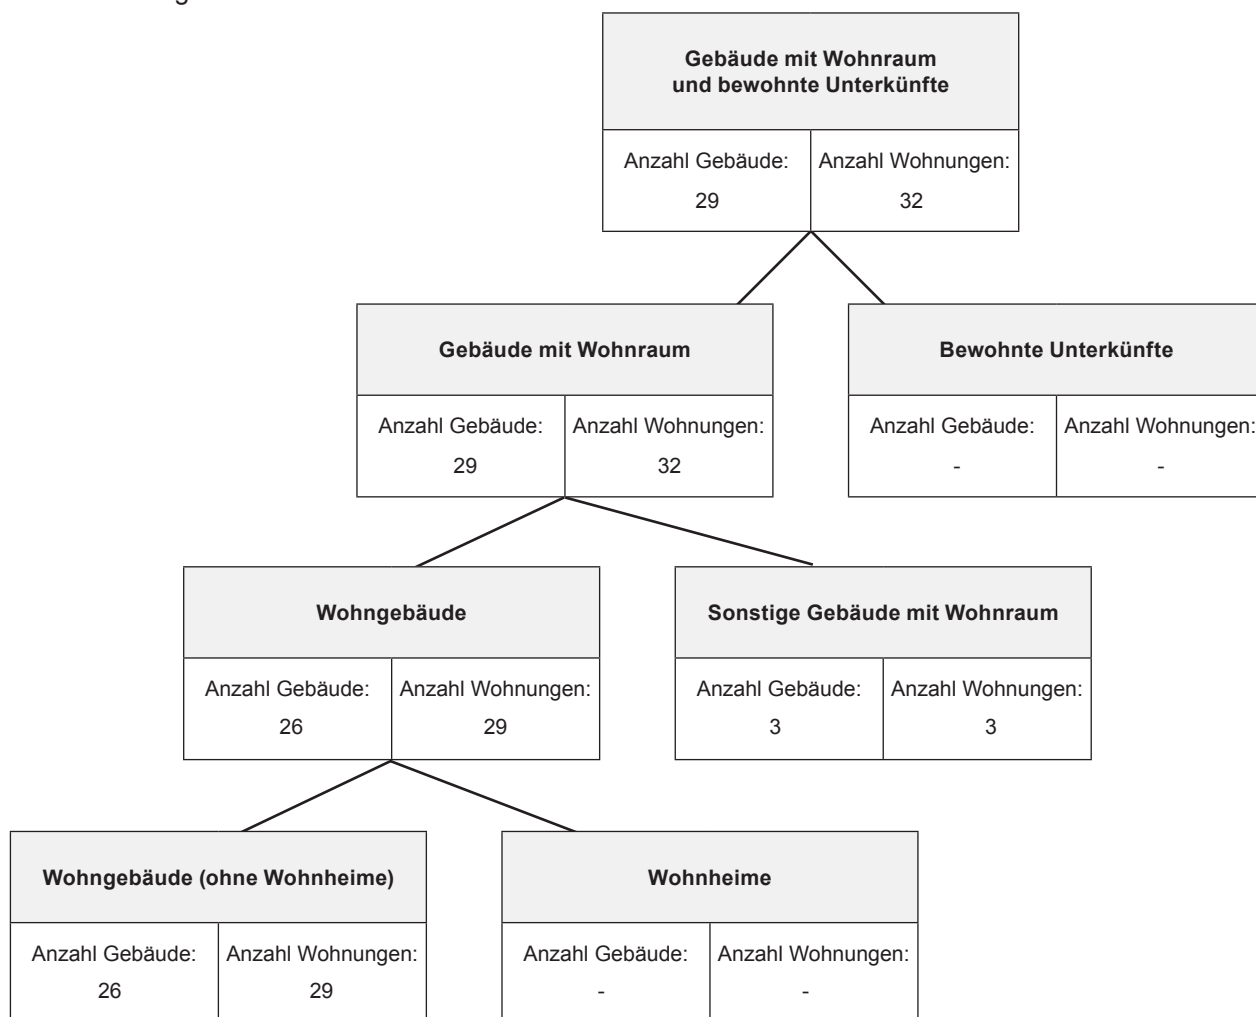 Gebäude mit Wohnraum
und bewohnte Unterkünfte
Anzahl Gebäude: Anzahl Wohnungen:
29 32
Gebäude mit Wohnraum
Bewohnte Unterkünfte
Anzahl Gebäude: Anzahl Wohnungen:
29 32
Anzahl Gebäude: Anzahl Wohnungen:
- -
Wohngebäude
Sonstige Gebäude mit Wohnraum
Anzahl Gebäude: Anzahl Wohnungen:
26 29
Anzahl Gebäude: Anzahl Wohnungen:
3 3
Wohngebäude (ohne Wohnheime)
Wohnheime
Anzahl Gebäude: Anzahl Wohnungen:
26 29
Anzahl Gebäude: Anzahl Wohnungen:
- -